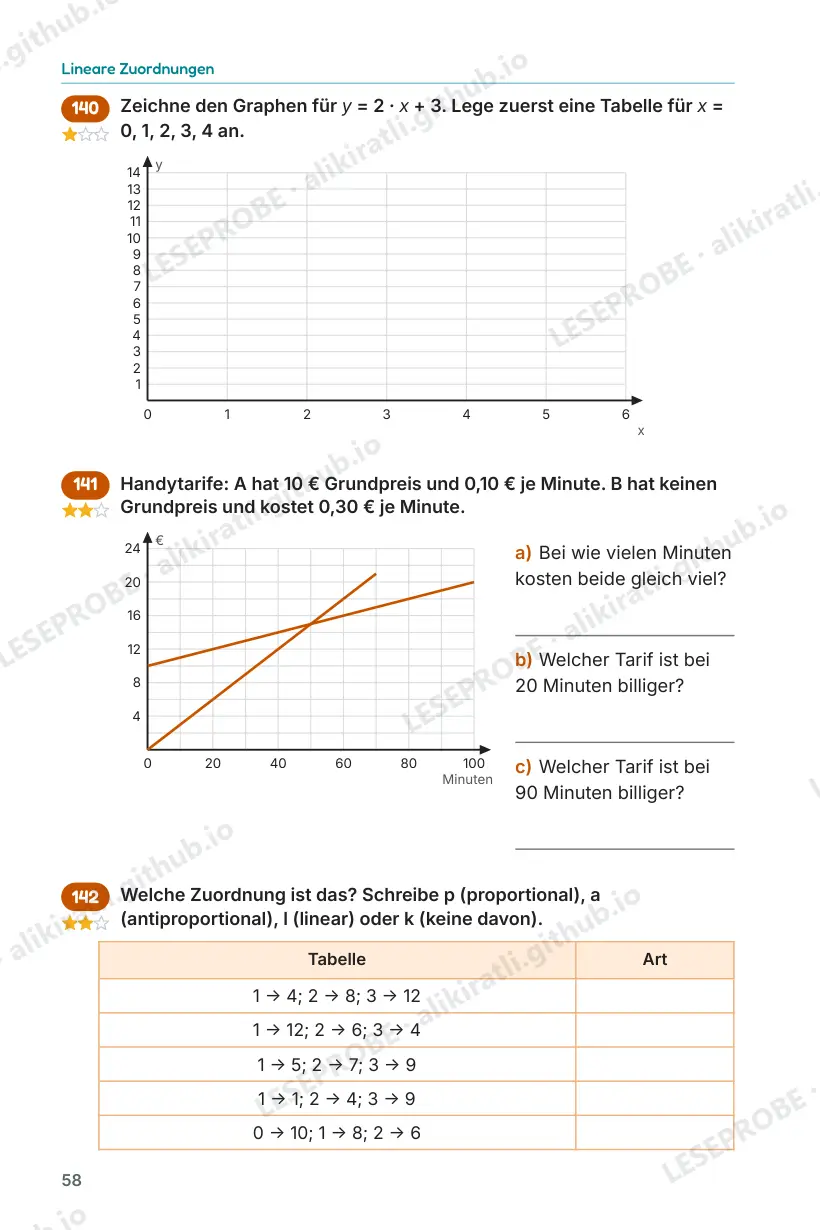 Lineare Zuordnungen
140 Zeichne den Graphen für y = 2 · x + 3. Lege zuerst eine Tabelle für x =
0, 1, 2, 3, 4 an.
y
14
13
12
11
10
9
8
7
6
5
4
3
2
1
0 1 2 3 4 5 6
x
141 Handytarife: A hat 10 € Grundpreis und 0,10 € je Minute. B hat keinen
Grundpreis und kostet 0,30 € je Minute.
€
24
20
16
12
8
4
0 20 40 60 80 100
Minuten
a) Bei wie vielen Minuten
kosten beide gleich viel?
b) Welcher Tarif ist bei
20 Minuten billiger?
c) Welcher Tarif ist bei
90 Minuten billiger?
142 Welche Zuordnung ist das? Schreibe p (proportional), a
(antiproportional), l (linear) oder k (keine davon).
Tabelle Art
1 → 4; 2 → 8; 3 → 12
1 → 12; 2 → 6; 3 → 4
1 → 5; 2 → 7; 3 → 9
1 → 1; 2 → 4; 3 → 9
0 → 10; 1 → 8; 2 → 6
58
LESEPROBE · alikiratli.github.io